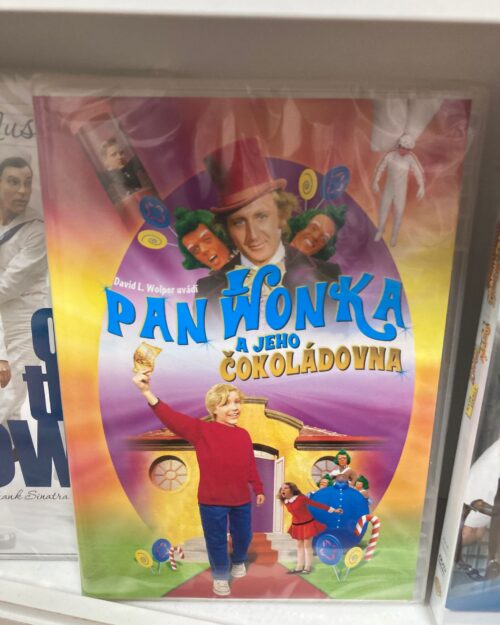 David L. Wolper uvádí
PAN WONKA
A JEHO
ČOKOLÁDOVNA
Frank Sinatra